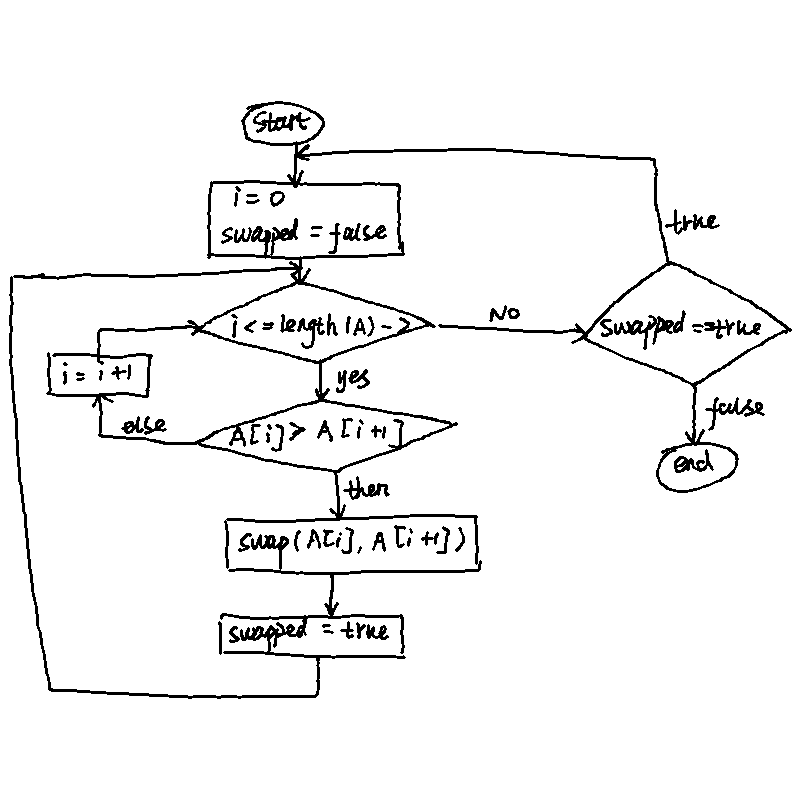 Start
i = 0
swapped = false
true
i <= length (A) - 2
NO
swapped == true
i = i + 1
yes
else
A[i] > A[i+1]
false
end
then
swap(A[i], A[i+1])
swapped = true